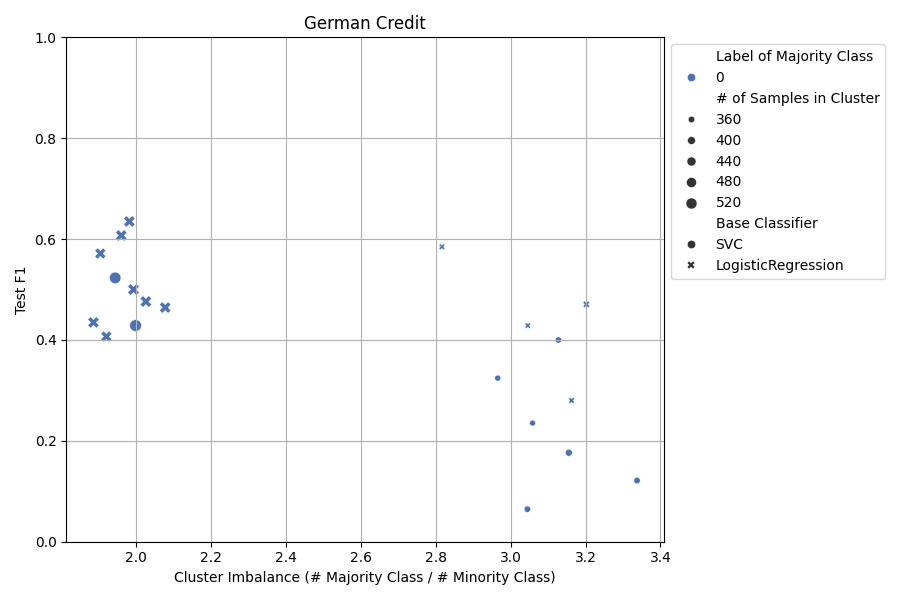 German Credit
1.0
0.8
0.6
0.4
0.2
0.0
Test F1
2.0 2.2 2.4 2.6 2.8 3.0 3.2 3.4
Cluster Imbalance (# Majority Class / # Minority Class)
Label of Majority Class
0
# of Samples in Cluster
360
400
440
480
520
Base Classifier
SVC
LogisticRegression